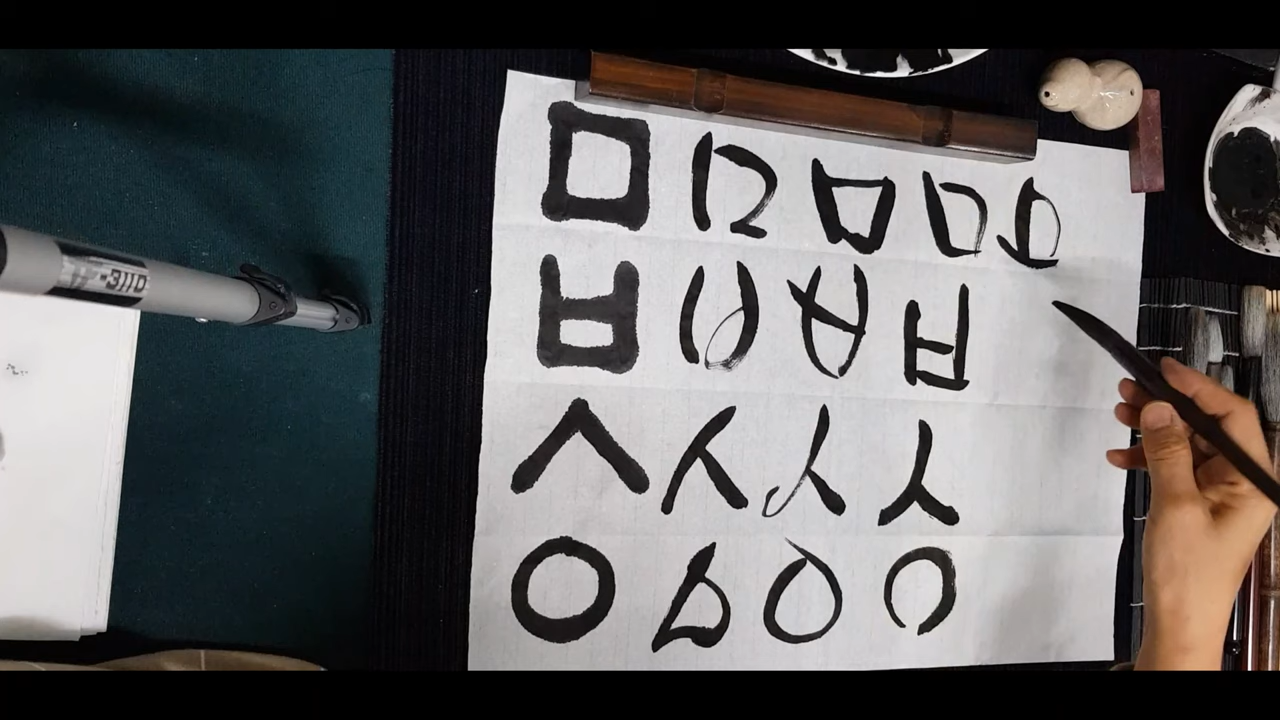 ㅁ ㅁ ㅁ ㅁ ㅁ
ㅂ ㅂ ㅂ ㅂ
ㅅ ㅅ ㅅ ㅅ
ㅇ ㅇ ㅇ ㅇ